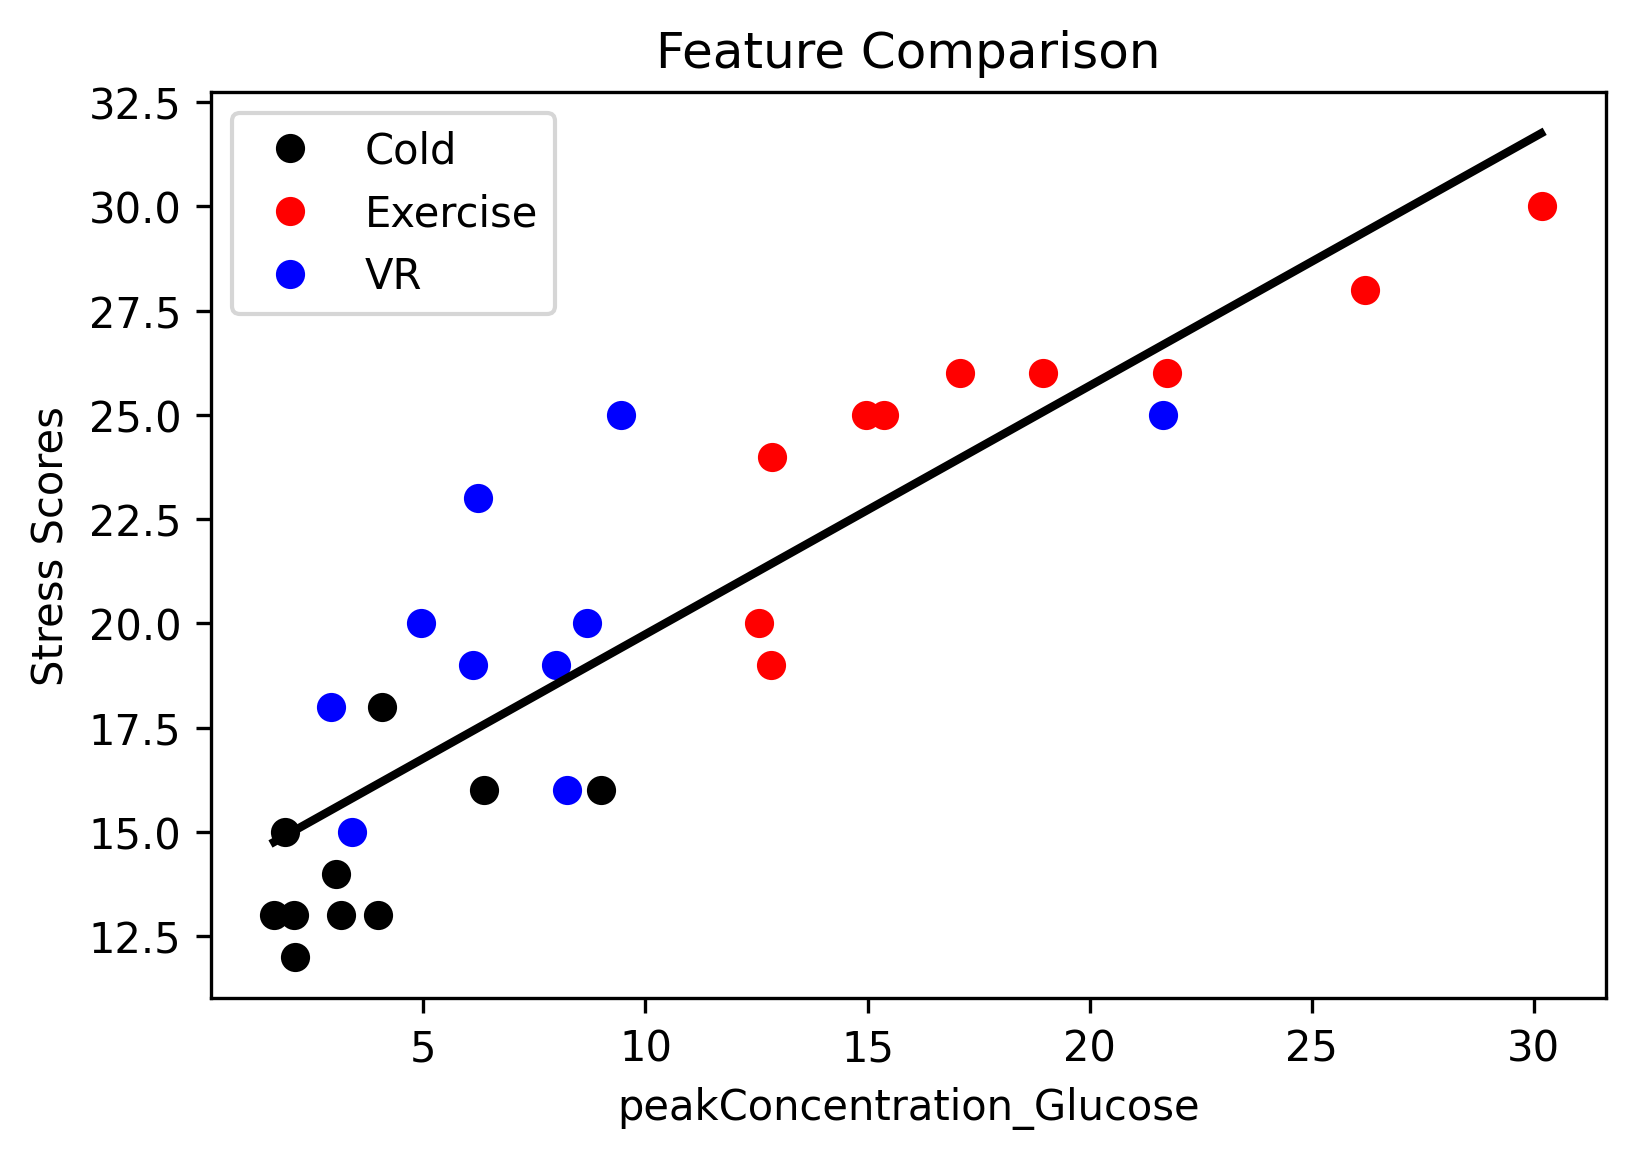 Feature Comparison
32.5
30.0
27.5
25.0
22.5
20.0
17.5
15.0
12.5
Stress Scores
Cold
Exercise
VR
5 10 15 20 25 30
peakConcentration_Glucose